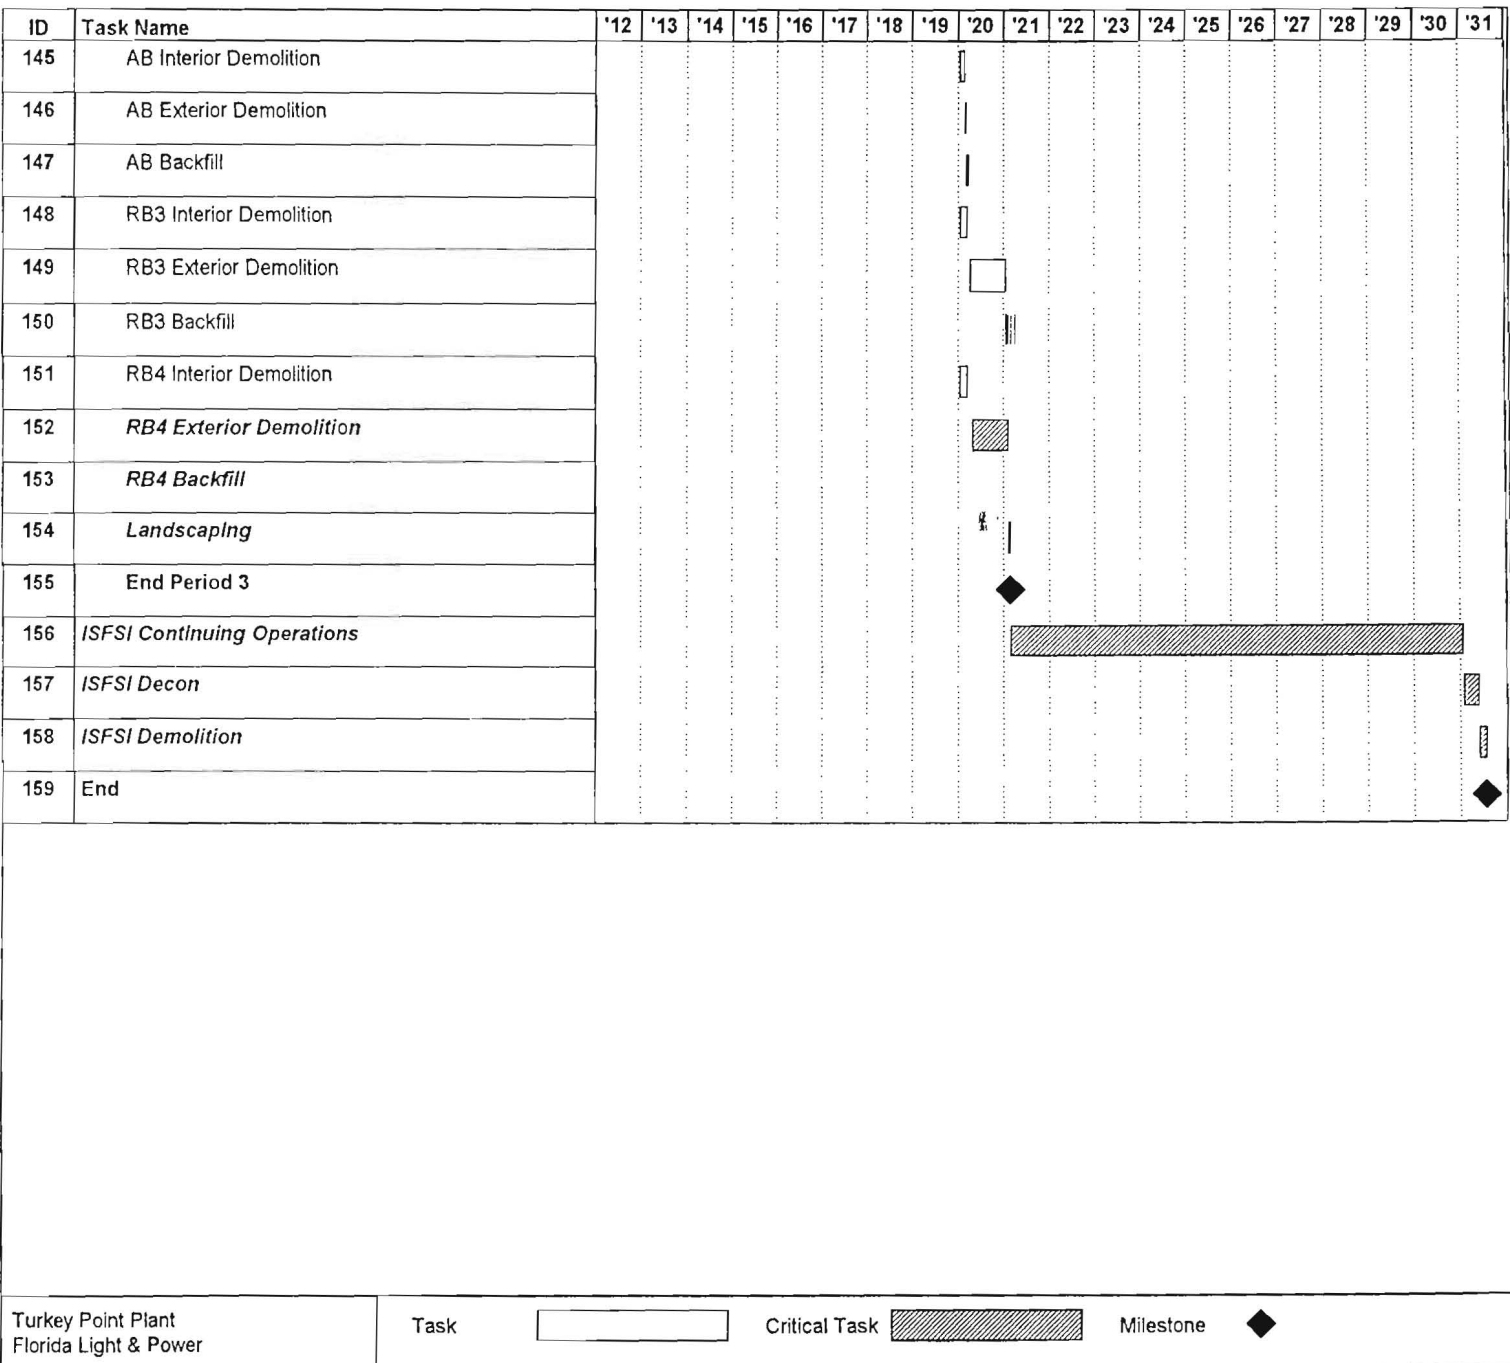 ID Task Name '12 '13 '14 '15 '16 '17 '18 '19 '20 '21 '22 '23 '24 '25 '26 '27 '28 '29 '30 '31
145 AB Interior Demolition
146 AB Exterior Demolition
147 AB Backfill
148 RB3 Interior Demolition
149 RB3 Exterior Demolition
150 RB3 Backfill
151 RB4 Interior Demolition
152 RB4 Exterior Demolition
153 RB4 Backfill
154 Landscaping
155 End Period 3
156 ISFSI Continuing Operations
157 ISFSI Decon
158 ISFSI Demolition
159 End
Turkey Point Plant
Florida Light & Power
Task Critical Task Milestone